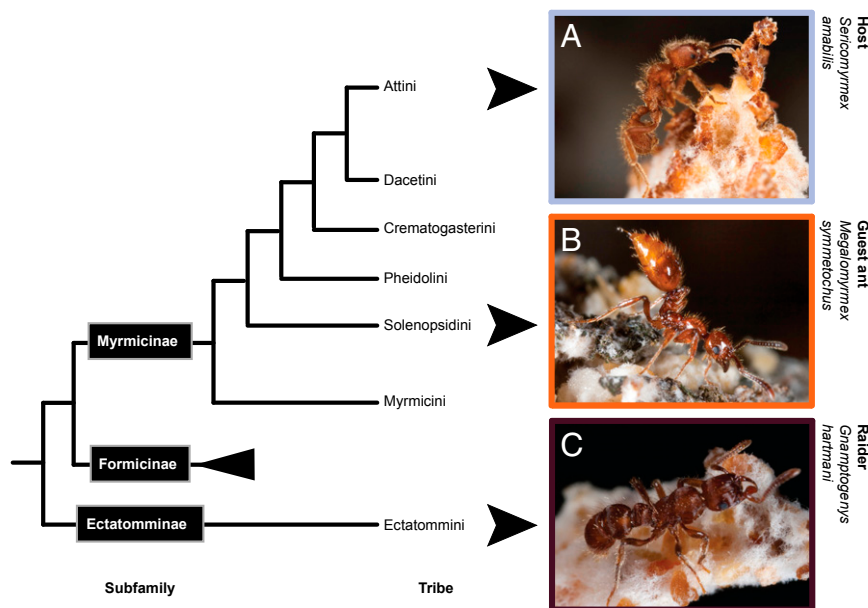 Attini
Dacetini
Crematogasterini
Pheidolini
Solenopsidini
Myrmicinae
Myrmicini
Formicinae
Ectatomminae
Ectatommini
Subfamily
Tribe
A
Host
Sericomyrmex
amabilis
B
Guest ant
Megalomyrmex
symmetochus
C
Raider
Gnamptogenys
hartmani